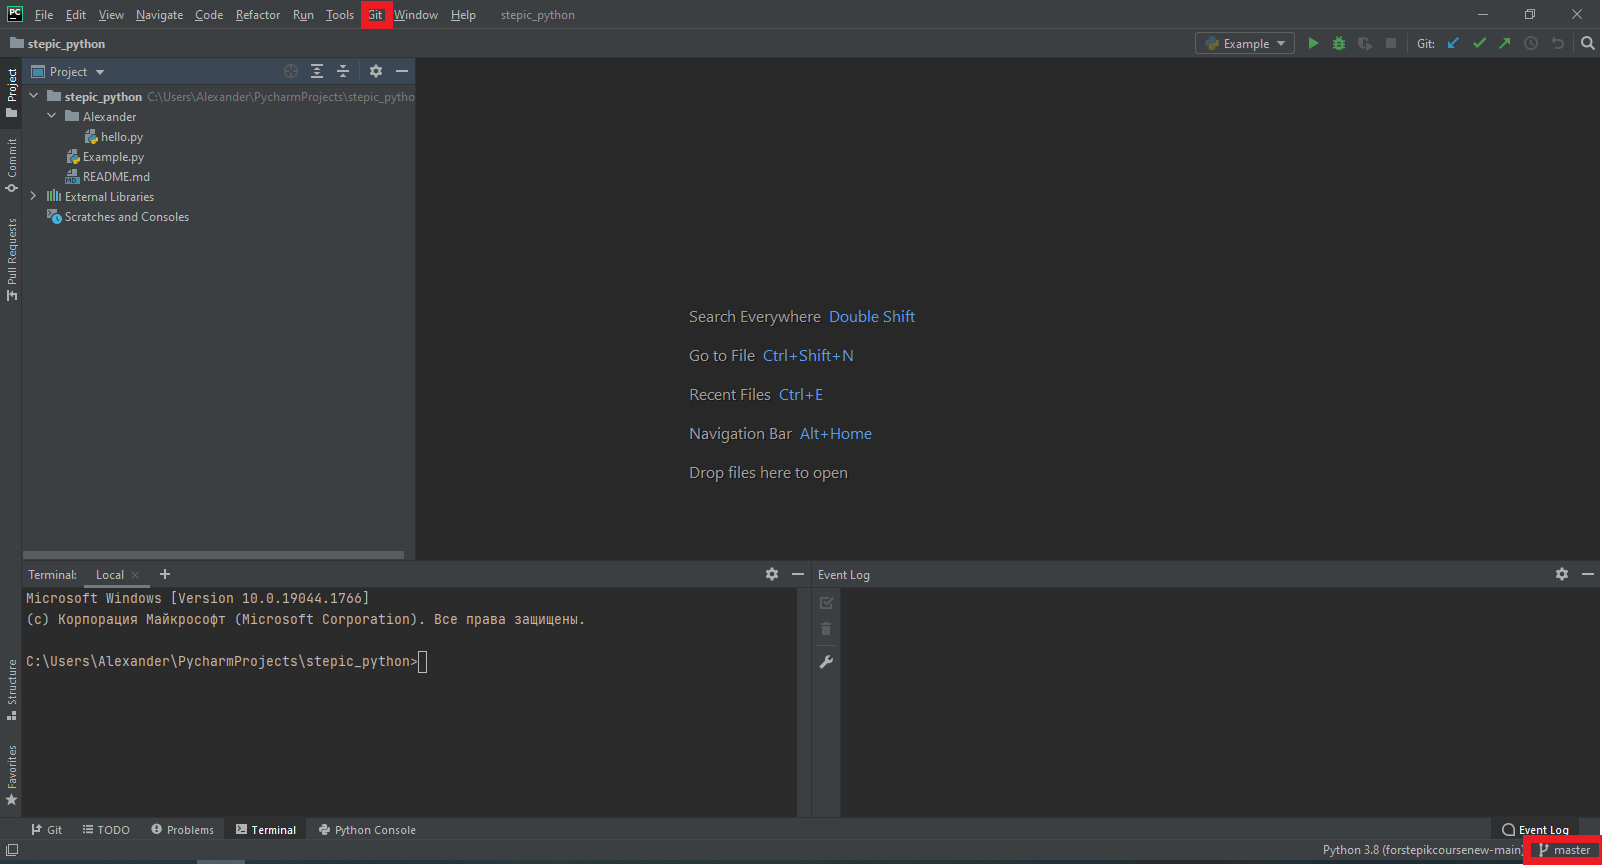 PC File Edit View Navigate Code Refactor Run Tools Git Window Help stepic_python
stepic_python Example Git:
Project
Project
stepic_python C:\Users\Alexander\PycharmProjects\stepic_pytho
Alexander
hello.py
Example.py
MD README.md
External Libraries
Scratches and Consoles
Commit
Pull Requests
Search Everywhere Double Shift
Go to File Ctrl+Shift+N
Recent Files Ctrl+E
Navigation Bar Alt+Home
Drop files here to open
Terminal: Local
Event Log
Microsoft Windows [Version 10.0.19044.1766]
(c) Корпорация Майкрософт (Microsoft Corporation). Все права защищены.
C:\Users\Alexander\PycharmProjects\stepic_python>
Structure
Favorites
Git TODO Problems Terminal Python Console Event Log
Python 3.8 (forstepikcoursenew-main) master